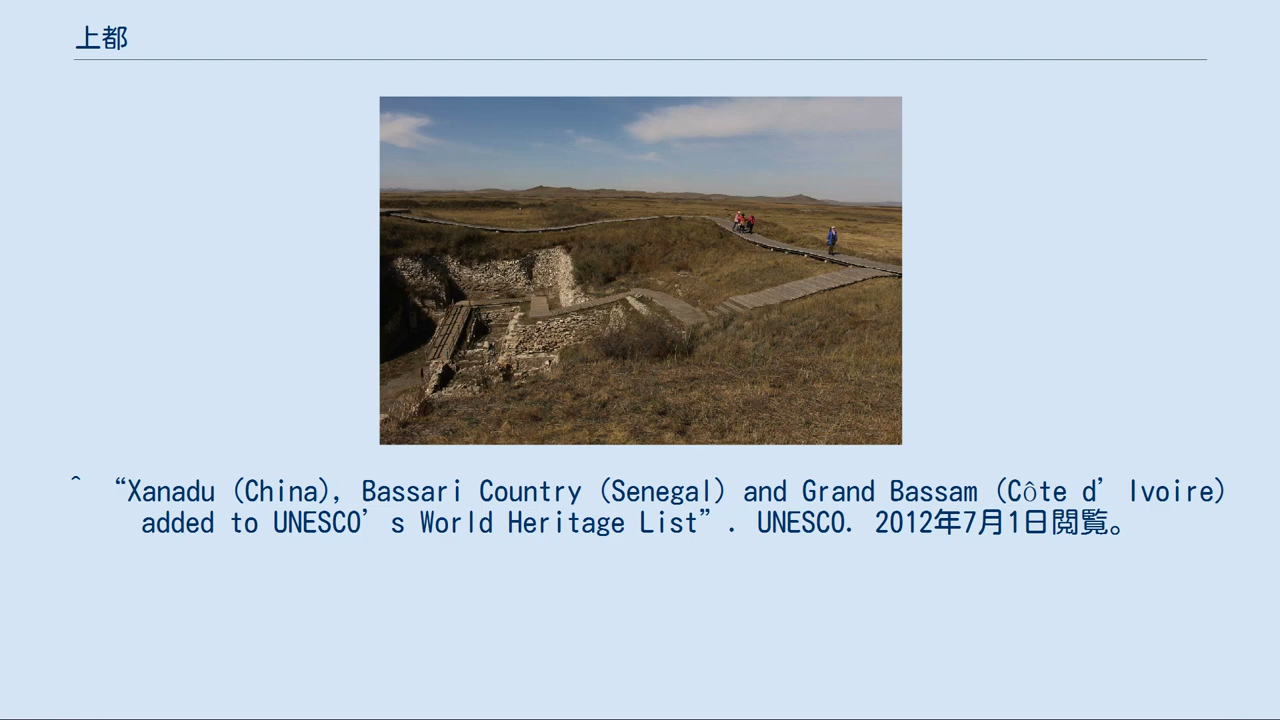 上都
^ “Xanadu (China), Bassari Country (Senegal) and Grand Bassam (Côte d’Ivoire)
added to UNESCO’s World Heritage List”. UNESCO. 2012年7月1日閲覧。